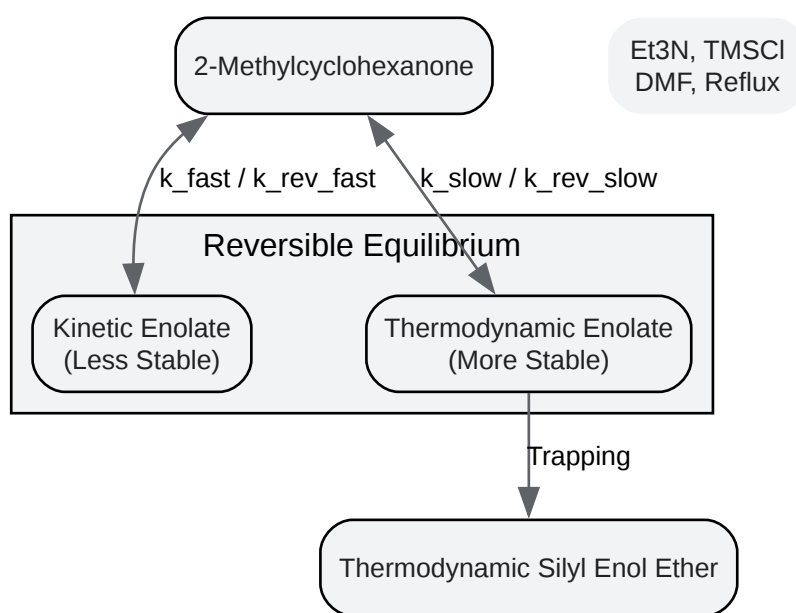 2-Methylcyclohexanone
Et3N, TMSCl
DMF, Reflux
k_fast / k_rev_fast
k_slow / k_rev_slow
Reversible Equilibrium
Kinetic Enolate
(Less Stable)
Thermodynamic Enolate
(More Stable)
Trapping
Thermodynamic Silyl Enol Ether